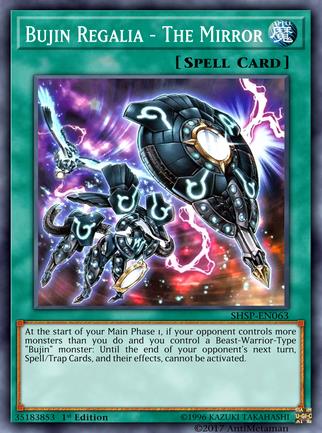 Bujin Regalia - The Mirror
[Spell Card]
SHSP-EN063
At the start of your Main Phase 1, if your opponent controls more
monsters than you do and you control a Beast-Warrior-Type
"Bujin" monster: Until the end of your opponent's next turn,
Spell/Trap Cards, and their effects, cannot be activated.
35183853 1st Edition ©1996 KAZUKI TAKAHASHI
©2017 AntiMetaman